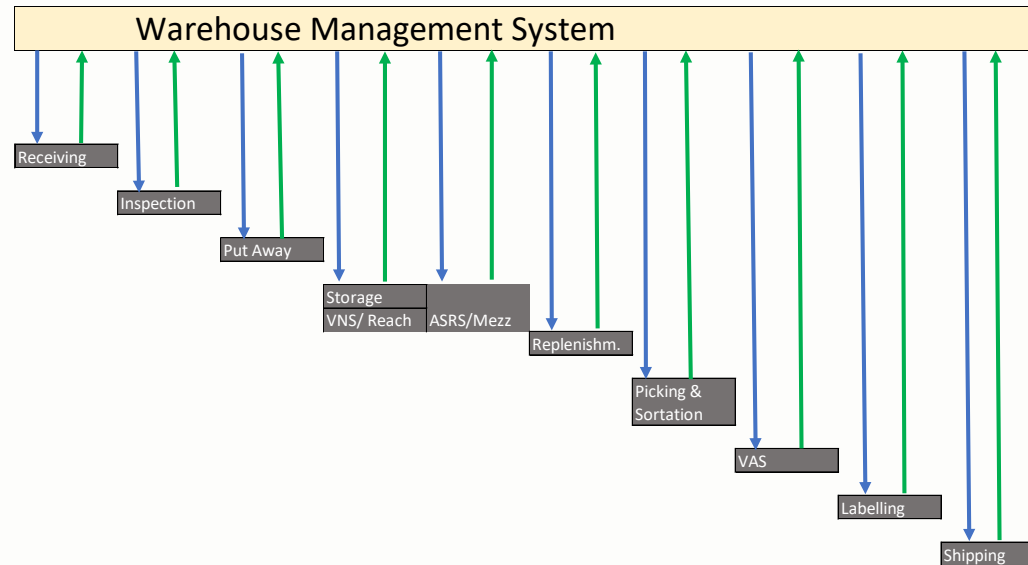 Warehouse Management System
Receiving
Inspection
Put Away
Storage
VNS/ Reach
ASRS/Mezz
Replenishm.
Picking &
Sortation
VAS
Labelling
Shipping